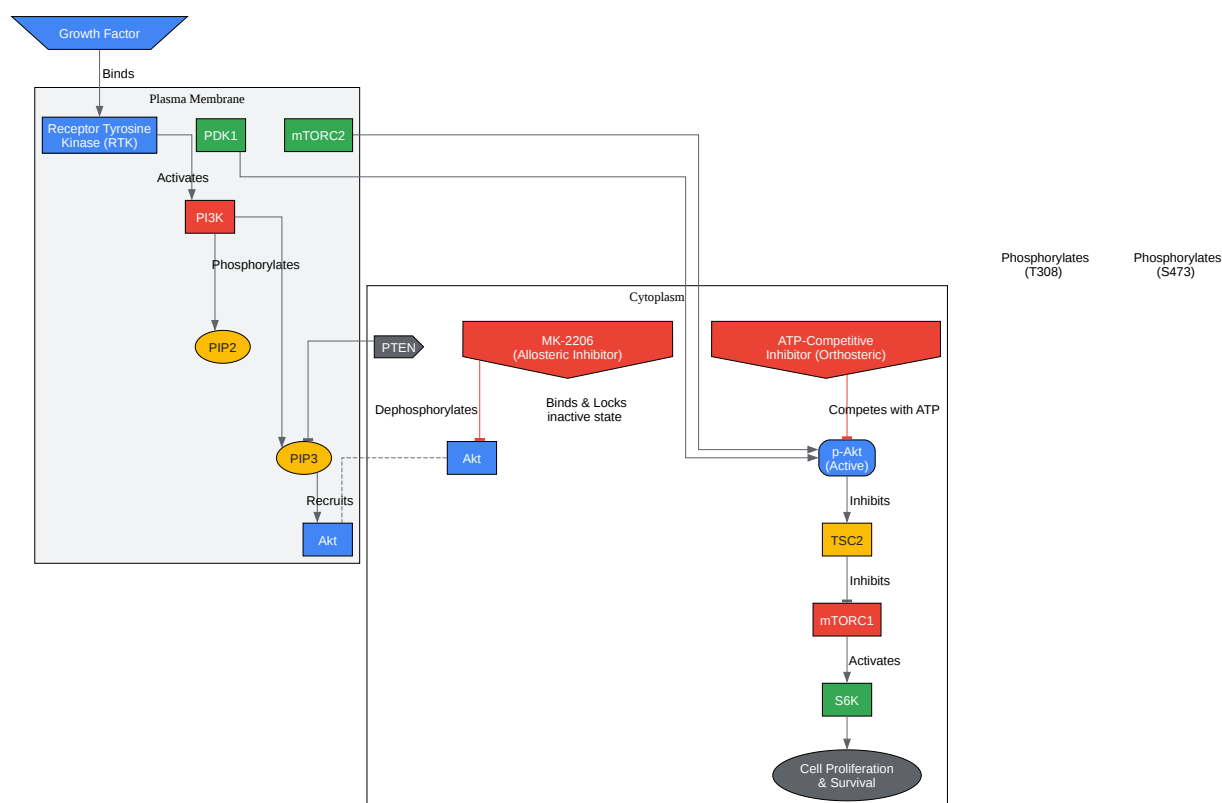 Growth Factor
Binds
Plasma Membrane
Receptor Tyrosine
Kinase (RTK)
PDK1
mTORC2
Activates
PI3K
Phosphorylates
Phosphorylates
(T308)
Phosphorylates
(S473)
Cytoplasm
PIP2
PTEN
MK-2206
(Allosteric Inhibitor)
ATP-Competitive
Inhibitor (Orthosteric)
Dephosphorylates
Binds & Locks
inactive state
Competes with ATP
PIP3
Akt
p-Akt
(Active)
Recruits
Inhibits
Akt
TSC2
Inhibits
mTORC1
Activates
S6K
Cell Proliferation
& Survival